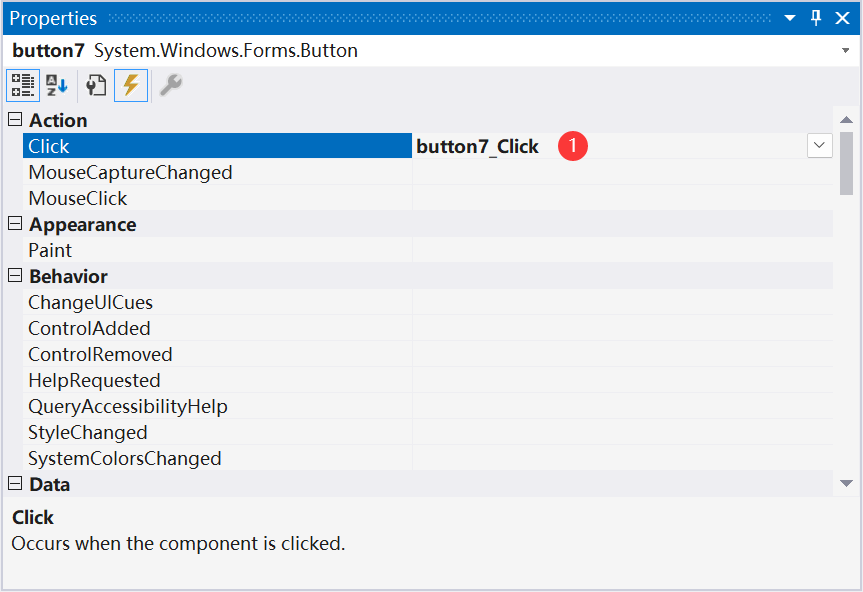 Properties
button7 System.Windows.Forms.Button
A
Z
Action
Click button7_Click 1
MouseCaptureChanged
MouseClick
Appearance
Paint
Behavior
ChangeUICues
ControlAdded
ControlRemoved
HelpRequested
QueryAccessibilityHelp
StyleChanged
SystemColorsChanged
Data
Click
Occurs when the component is clicked.